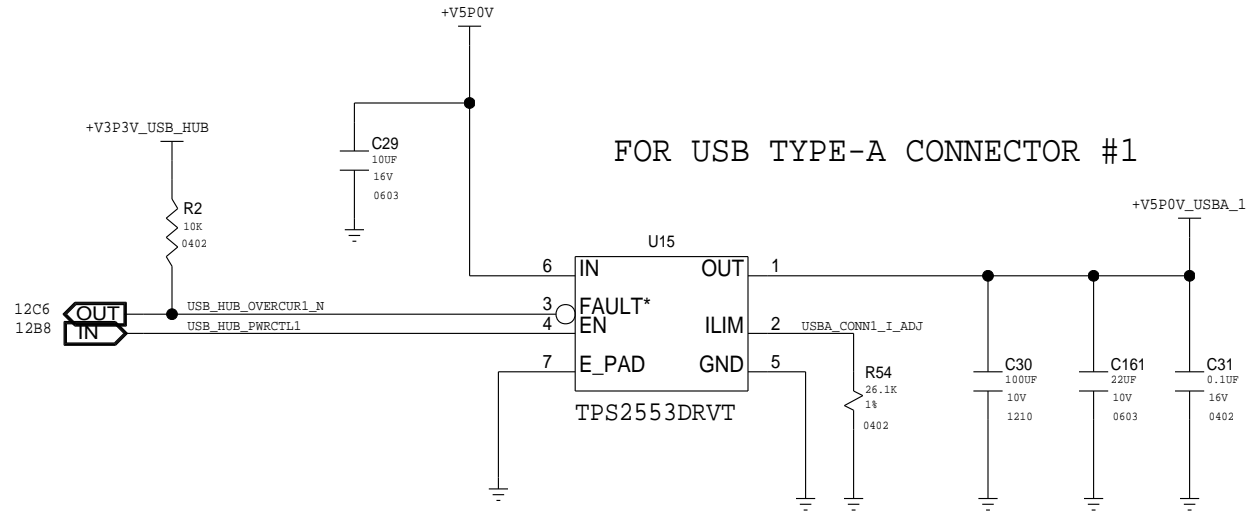 +V5P0V
+V3P3V_USB_HUB
C29
10UF
16V
0603
FOR USB TYPE-A CONNECTOR #1
R2
10K
0402
+V5P0V_USBA_1
U15
6 IN OUT 1
12C6 OUT USB_HUB_OVERCUR1_N 3 FAULT*
12B8 IN USB_HUB_PWRCTL1 4 EN ILIM 2 USBA_CONN1_I_ADJ
7 E_PAD GND 5
TPS2553DRVT
R54
26.1K
1%
0402
C30
100UF
10V
1210
C161
22UF
10V
0603
C31
0.1UF
16V
0402